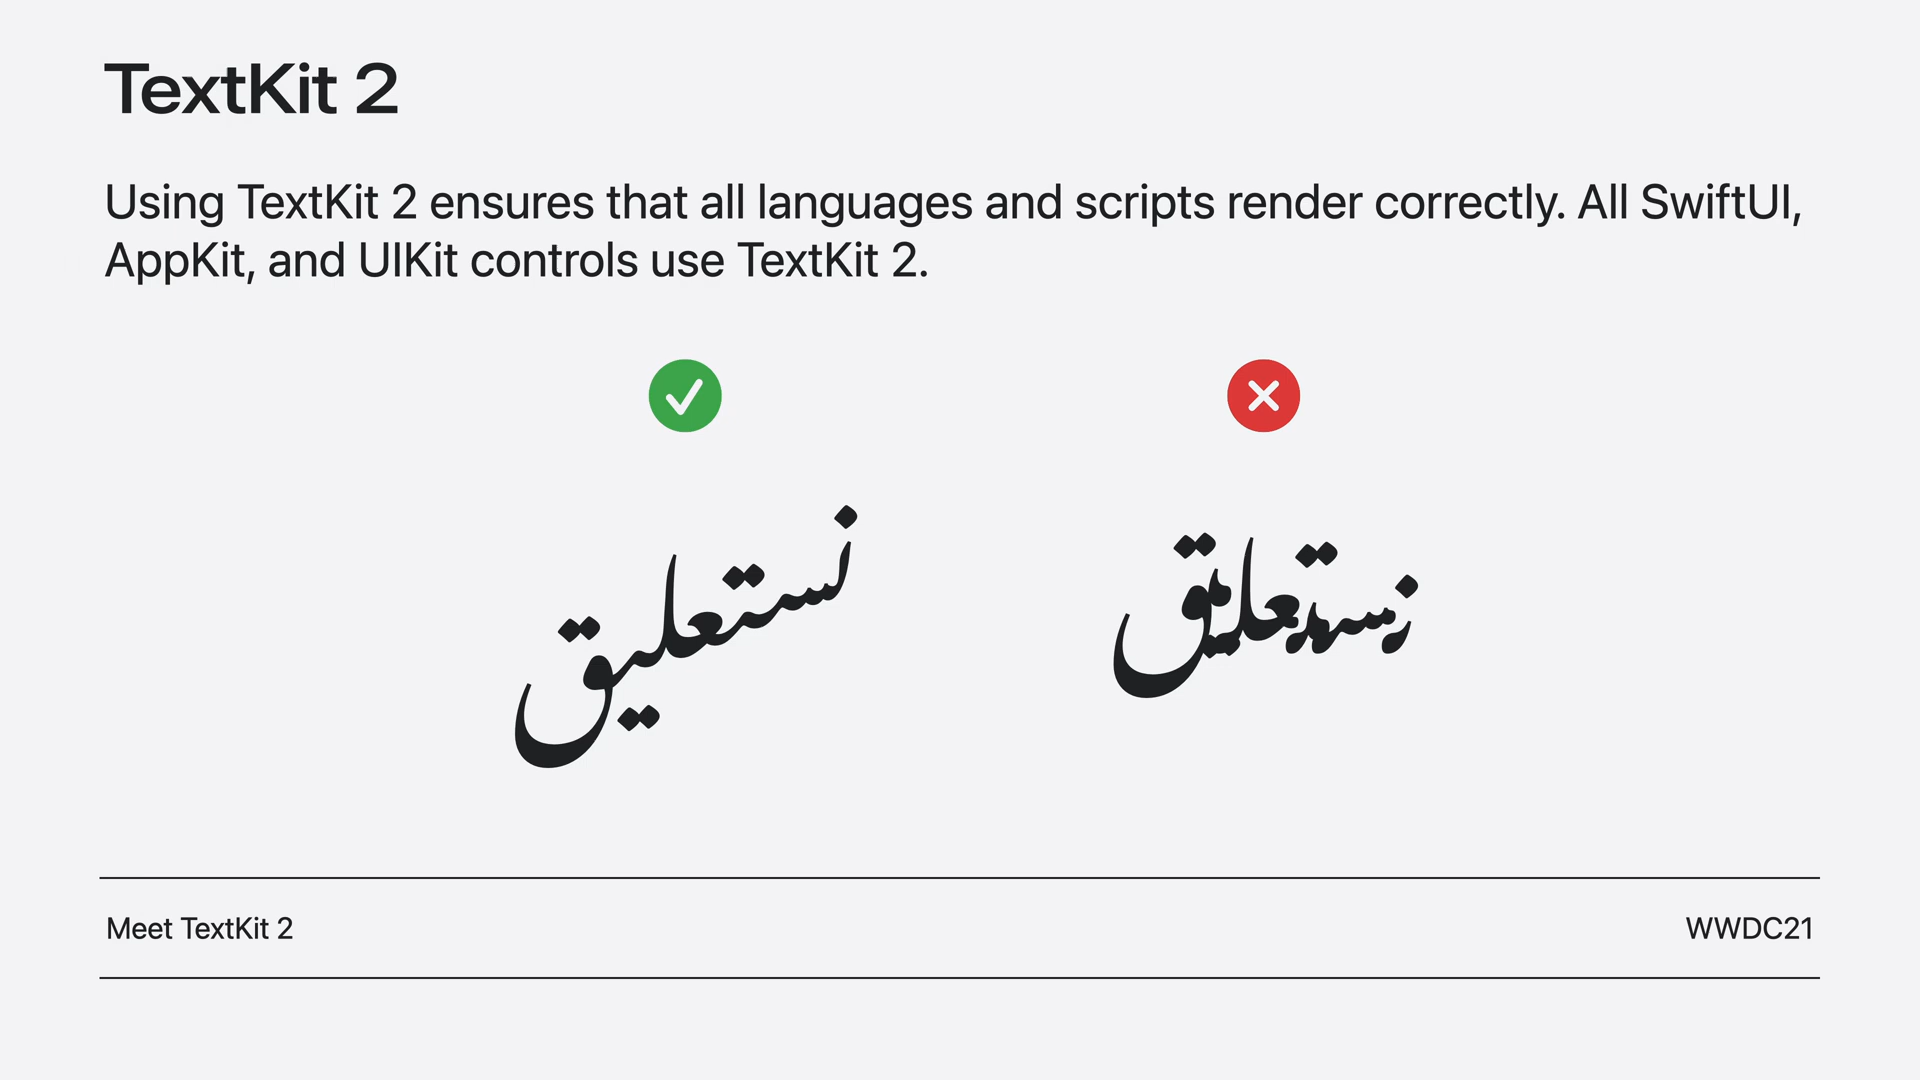 TextKit 2
Using TextKit 2 ensures that all languages and scripts render correctly. All SwiftUI,
AppKit, and UIKit controls use TextKit 2.
نستعلیق
نستعلیق
Meet TextKit 2
WWDC21